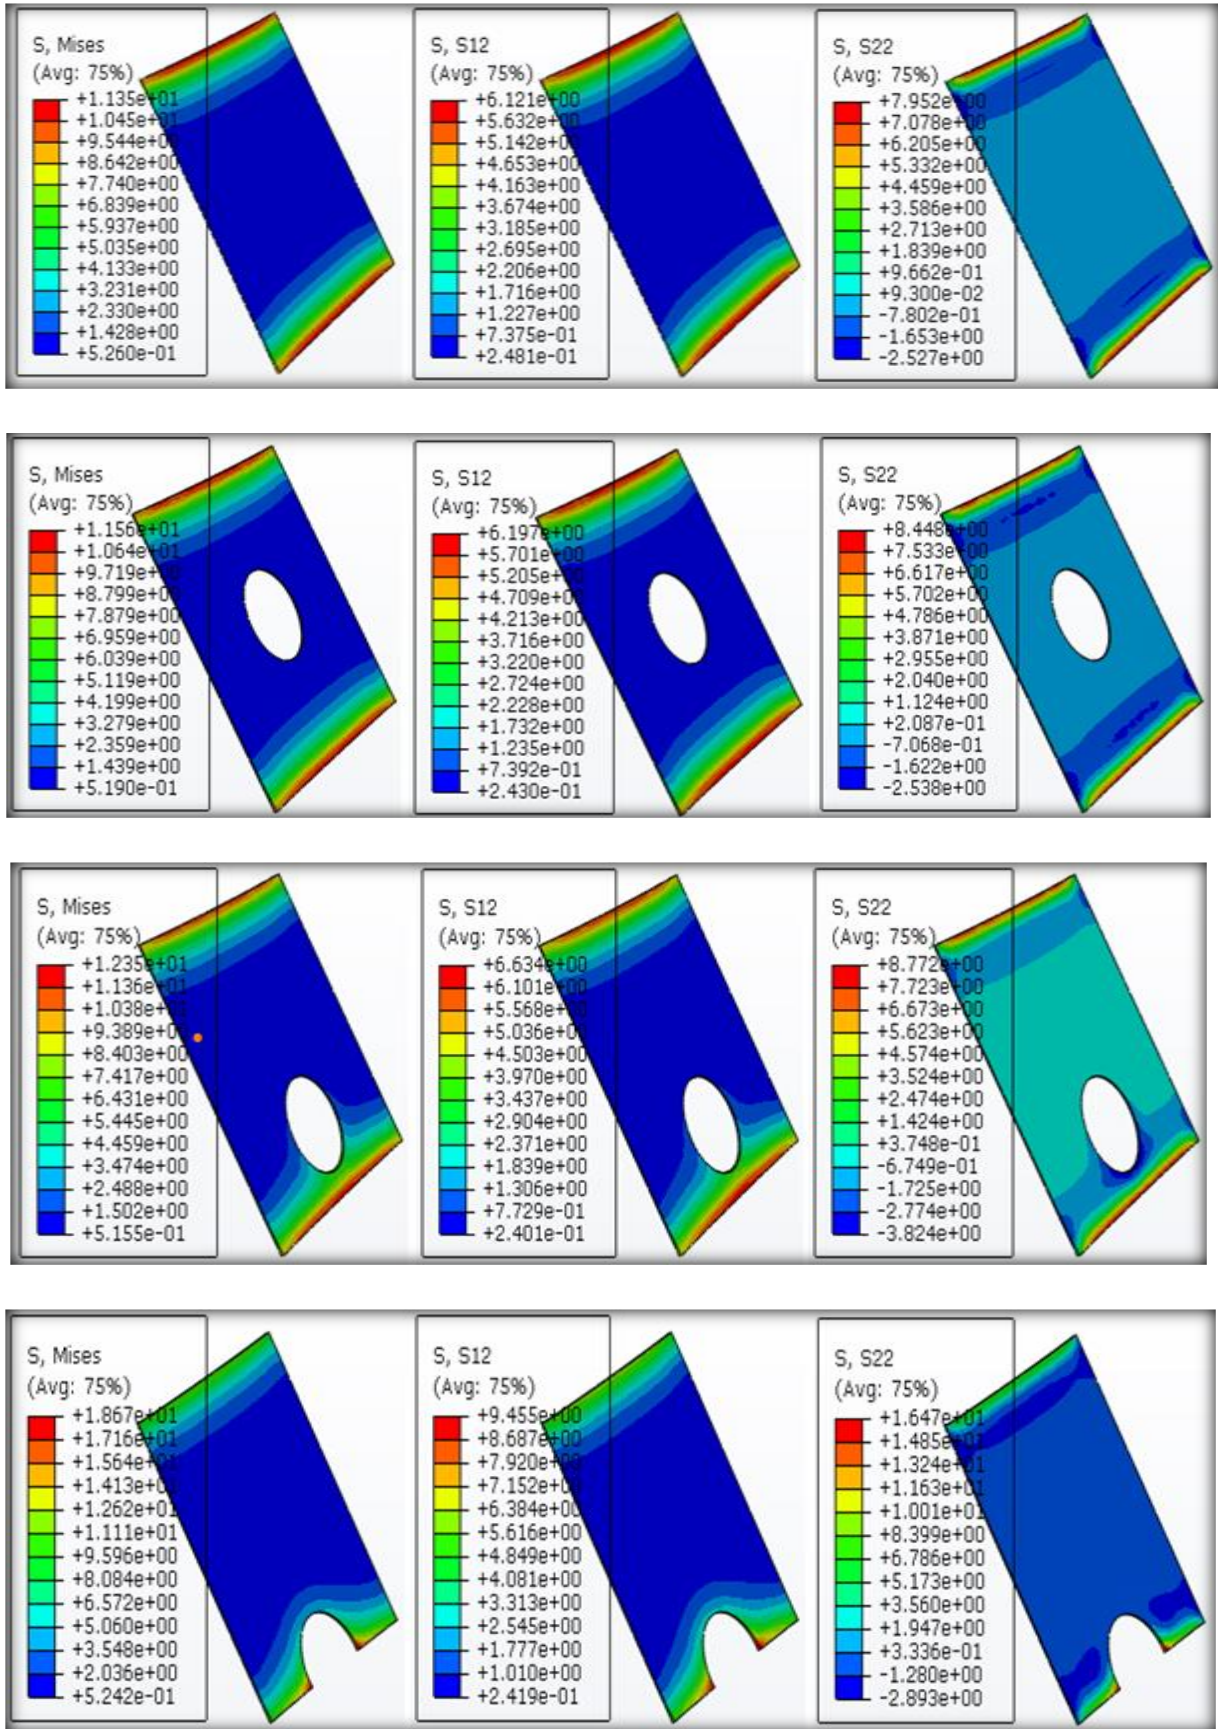 S, Mises
(Avg: 75%)
+1.135e+01
+1.045e+01
+9.544e+00
+8.642e+00
+7.740e+00
+6.839e+00
+5.937e+00
+5.035e+00
+4.133e+00
+3.231e+00
+2.330e+00
+1.428e+00
+5.260e-01
S, S12
(Avg: 75%)
+6.121e+00
+5.632e+00
+5.142e+00
+4.653e+00
+4.163e+00
+3.674e+00
+3.185e+00
+2.695e+00
+2.206e+00
+1.716e+00
+1.227e+00
+7.375e-01
+2.481e-01
S, S22
(Avg: 75%)
+7.952e+00
+7.078e+00
+6.205e+00
+5.332e+00
+4.459e+00
+3.586e+00
+2.713e+00
+1.839e+00
+9.662e-01
+9.300e-02
-7.802e-01
-1.653e+00
-2.527e+00
S, Mises
(Avg: 75%)
+1.156e+01
+1.064e+01
+9.719e+00
+8.799e+00
+7.879e+00
+6.959e+00
+6.039e+00
+5.119e+00
+4.199e+00
+3.279e+00
+2.359e+00
+1.439e+00
+5.190e-01
S, S12
(Avg: 75%)
+6.197e+00
+5.701e+00
+5.205e+00
+4.709e+00
+4.213e+00
+3.716e+00
+3.220e+00
+2.724e+00
+2.228e+00
+1.732e+00
+1.235e+00
+7.392e-01
+2.430e-01
S, S22
(Avg: 75%)
+8.448e+00
+7.533e+00
+6.617e+00
+5.702e+00
+4.786e+00
+3.871e+00
+2.955e+00
+2.040e+00
+1.124e+00
+2.087e-01
-7.068e-01
-1.622e+00
-2.538e+00
S, Mises
(Avg: 75%)
+1.235e+01
+1.136e+01
+1.038e+01
+9.389e+00
+8.403e+00
+7.417e+00
+6.431e+00
+5.445e+00
+4.459e+00
+3.474e+00
+2.488e+00
+1.502e+00
+5.155e-01
S, S12
(Avg: 75%)
+6.634e+00
+6.101e+00
+5.568e+00
+5.036e+00
+4.503e+00
+3.970e+00
+3.437e+00
+2.904e+00
+2.371e+00
+1.839e+00
+1.306e+00
+7.729e-01
+2.401e-01
S, S22
(Avg: 75%)
+8.772e+00
+7.723e+00
+6.673e+00
+5.623e+00
+4.574e+00
+3.524e+00
+2.474e+00
+1.424e+00
+3.748e-01
-6.749e-01
-1.725e+00
-2.774e+00
-3.824e+00
S, Mises
(Avg: 75%)
+1.867e+01
+1.716e+01
+1.564e+01
+1.413e+01
+1.262e+01
+1.111e+01
+9.596e+00
+8.084e+00
+6.572e+00
+5.060e+00
+3.548e+00
+2.036e+00
+5.242e-01
S, S12
(Avg: 75%)
+9.455e+00
+8.687e+00
+7.920e+00
+7.152e+00
+6.384e+00
+5.616e+00
+4.849e+00
+4.081e+00
+3.313e+00
+2.545e+00
+1.777e+00
+1.010e+00
+2.419e-01
S, S22
(Avg: 75%)
+1.647e+01
+1.485e+01
+1.324e+01
+1.163e+01
+1.001e+01
+8.399e+00
+6.786e+00
+5.173e+00
+3.560e+00
+1.947e+00
+3.336e-01
-1.280e+00
-2.893e+00